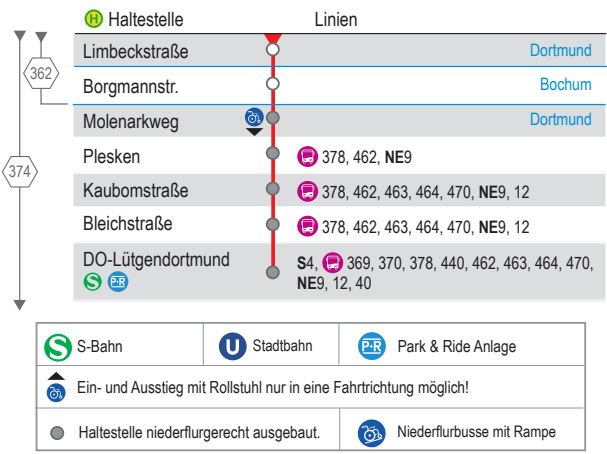 H Haltestelle Linien
362
374
Limbeckstraße Dortmund
Borgmannstr. Bochum
Molenarkweg Dortmund
Plesken 378, 462, NE9
Kaubomstraße 378, 462, 463, 464, 470, NE9, 12
Bleichstraße 378, 462, 463, 464, 470, NE9, 12
DO-Lütgendortmund S4, 369, 370, 378, 440, 462, 463, 464, 470,
S P+R NE9, 12, 40
S S-Bahn U Stadtbahn P+R Park & Ride Anlage
Ein- und Ausstieg mit Rollstuhl nur in eine Fahrtrichtung möglich!
Haltestelle niederflurgerecht ausgebaut. Niederflurbusse mit Rampe